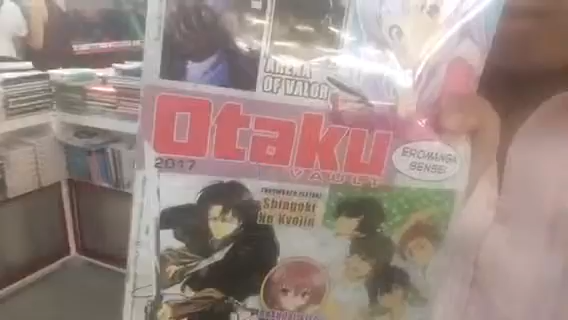 ARENA
OF VALOR
Otaku
VAULT
2017
EROMANGA
SENSEI
Shingeki
No Kyojin